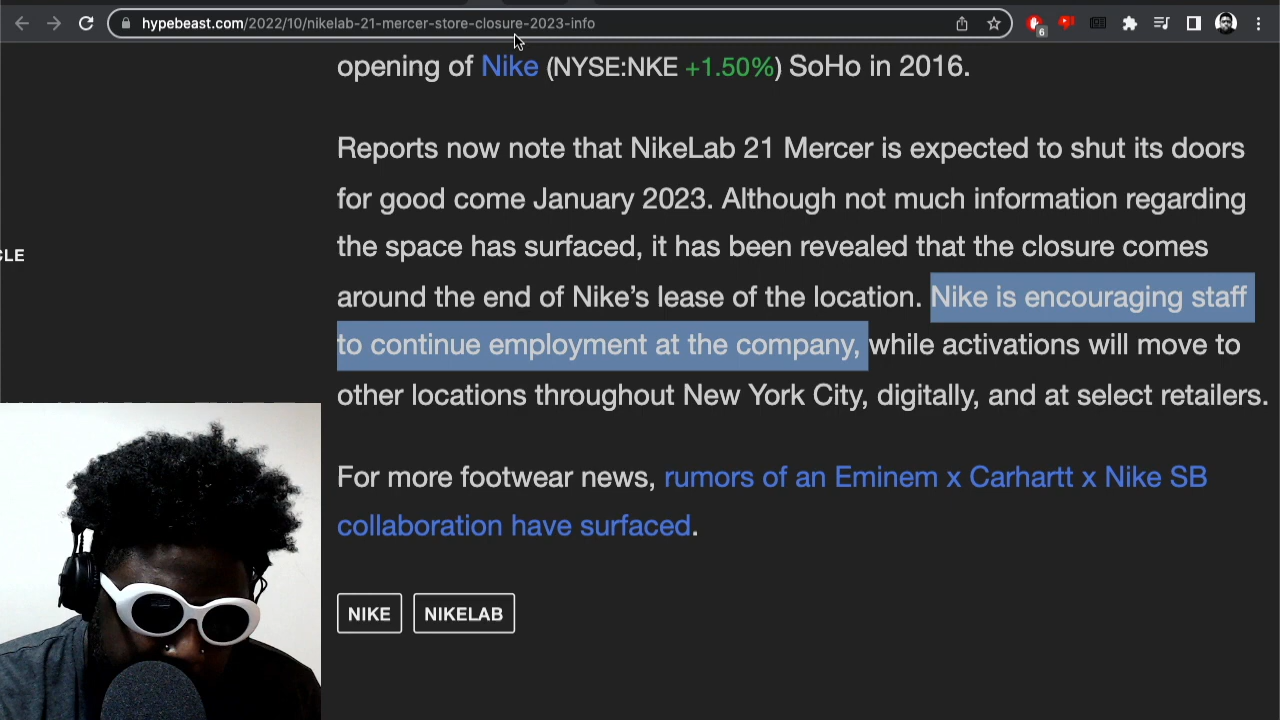 hypebeast.com/2022/10/nikelab-21-mercer-store-closure-2023-info
6
opening of Nike (NYSE:NKE +1.50%) SoHo in 2016.
Reports now note that NikeLab 21 Mercer is expected to shut its doors
for good come January 2023. Although not much information regarding
the space has surfaced, it has been revealed that the closure comes
CLE
around the end of Nike’s lease of the location. Nike is encouraging staff
to continue employment at the company, while activations will move to
other locations throughout New York City, digitally, and at select retailers.
For more footwear news, rumors of an Eminem x Carhartt x Nike SB
collaboration have surfaced.
NIKE NIKELAB